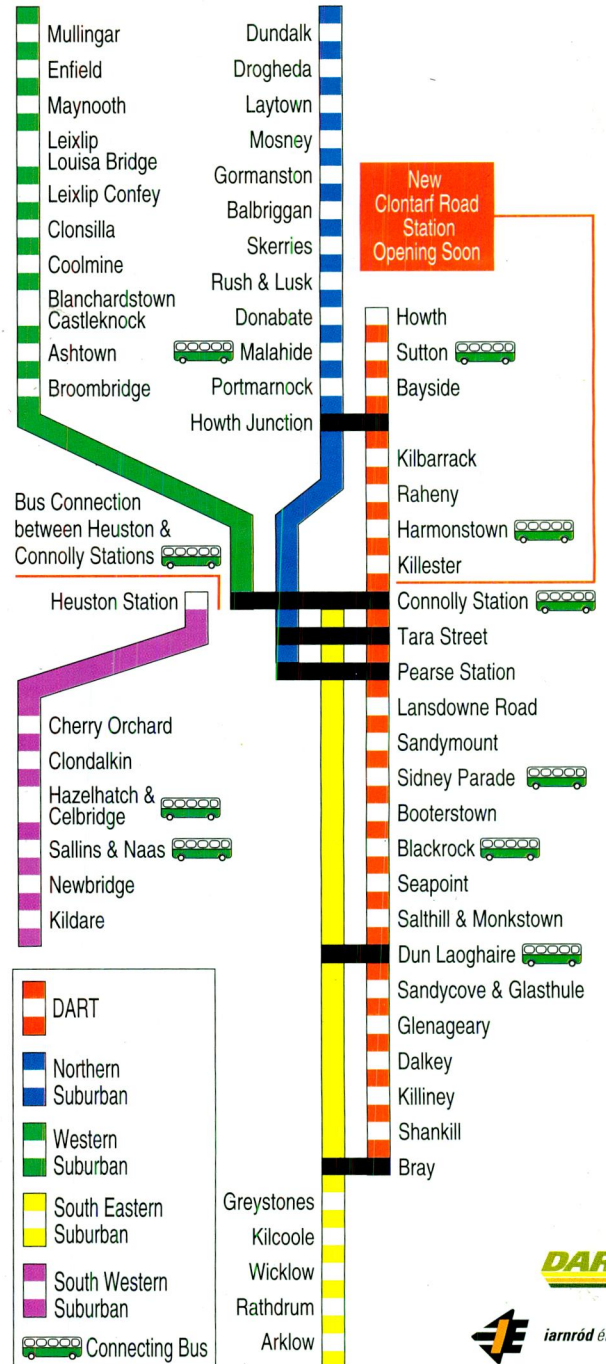 Mullingar
Enfield
Maynooth
Leixlip
Louisa Bridge
Leixlip Confey
Clonsilla
Coolmine
Blanchardstown
Castleknock
Ashtown
Broombridge
Dundalk
Drogheda
Laytown
Mosney
Gormanston
Balbriggan
Skerries
Rush & Lusk
Donabate
Malahide
Portmarnock
Howth Junction
New
Clontarf Road
Station
Opening Soon
Howth
Sutton
Bayside
Kilbarrack
Raheny
Harmonstown
Killester
Connolly Station
Tara Street
Pearse Station
Lansdowne Road
Sandymount
Sidney Parade
Booterstown
Blackrock
Seapoint
Salthill & Monkstown
Dun Laoghaire
Sandycove & Glasthule
Glenageary
Dalkey
Killiney
Shankill
Bray
Bus Connection
between Heuston &
Connolly Stations
Heuston Station
Cherry Orchard
Clondalkin
Hazelhatch &
Celbridge
Sallins & Naas
Newbridge
Kildare
DART
Northern
Suburban
Western
Suburban
South Eastern
Suburban
South Western
Suburban
Connecting Bus
Greystones
Kilcoole
Wicklow
Rathdrum
Arklow
DAR
iarnród